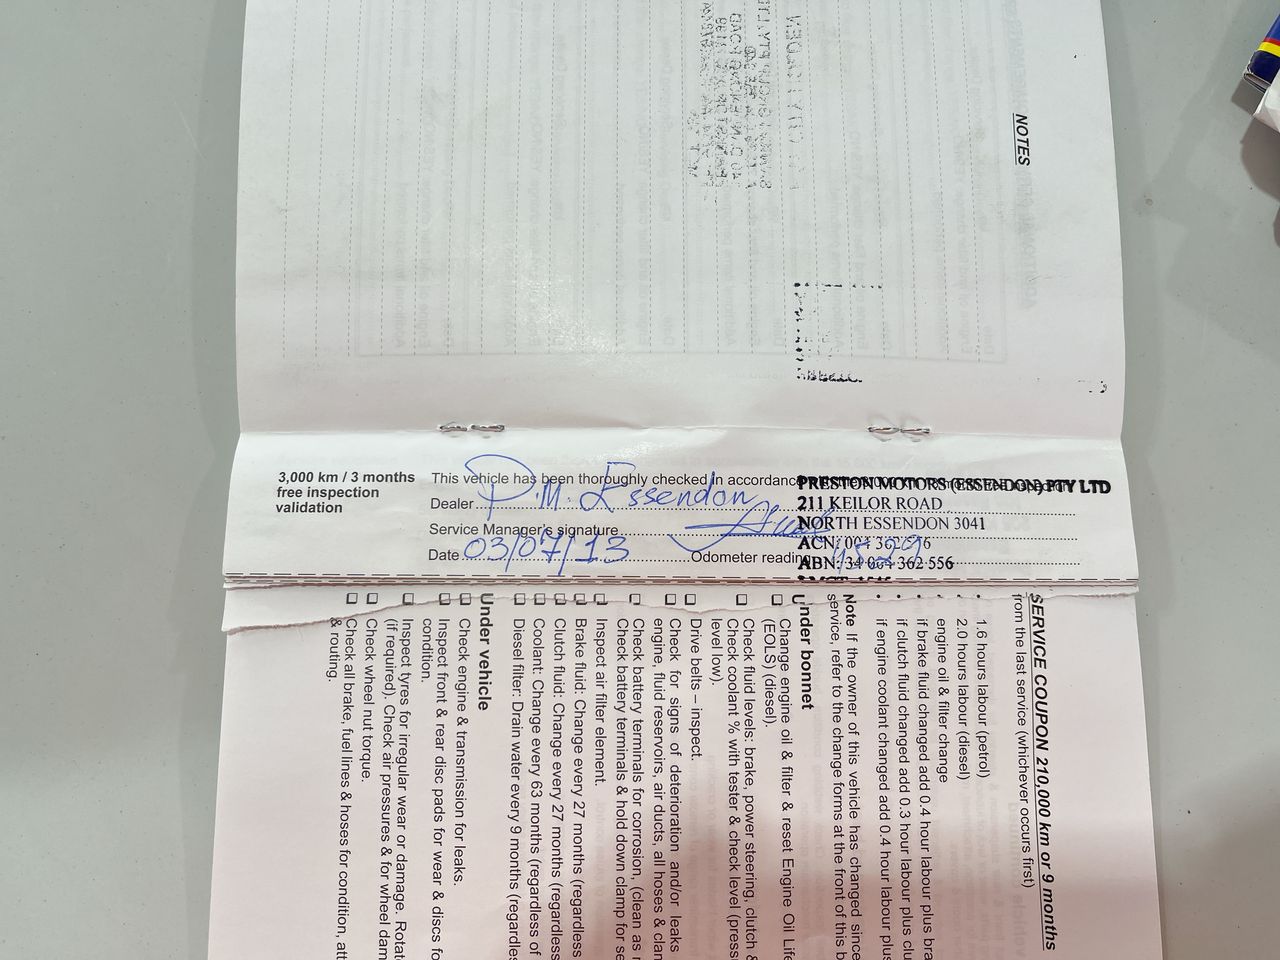 NOTES
3,000 km / 3 months
free inspection
validation
This vehicle has been thoroughly checked in accordance
Dealer P.M. Essendon
Service Manager's signature
Date 03/07/13 Odometer reading
PRESTON MOTORS (ESSENDON) PTY LTD
211 KEILOR ROAD
NORTH ESSENDON 3041
ACN: 004 362
ABN: 34 004 362 556
SERVICE COUPON 210,000 km or 9 months
from the last service (whichever occurs first)
• 1.6 hours labour (petrol)
• 2.0 hours labour (diesel)
engine oil & filter change
• if brake fluid changed add 0.4 hour labour plus
• if clutch fluid changed add 0.3 hour labour plus
• if engine coolant changed add 0.4 hour labour plus
Note If the owner of this vehicle has changed since
service, refer to the change forms at the front of this
Under bonnet
Change engine oil & filter & reset Engine Oil
(EOLS) (diesel).
Check fluid levels: brake, power steering, clutch &
Check coolant % with tester & check level
level low).
Drive belts – inspect.
Check for signs of deterioration and/or leaks
engine, fluid reservoirs, air ducts, all hoses &
Check battery terminals for corrosion, (clean as
Check battery terminals & hold down clamp for
Inspect air filter element.
Brake fluid: Change every 27 months (regardless
Clutch fluid: Change every 27 months (regardless
Coolant: Change every 63 months (regardless of
Diesel filter: Drain water every 9 months
Under vehicle
Check engine & transmission for leaks.
Inspect front & rear disc pads for wear & discs
condition.
Inspect tyres for irregular wear or damage.
(if required). Check air pressures & for wheel
Check wheel nut torque.
Check all brake, fuel lines & hoses for condition,
& routing.